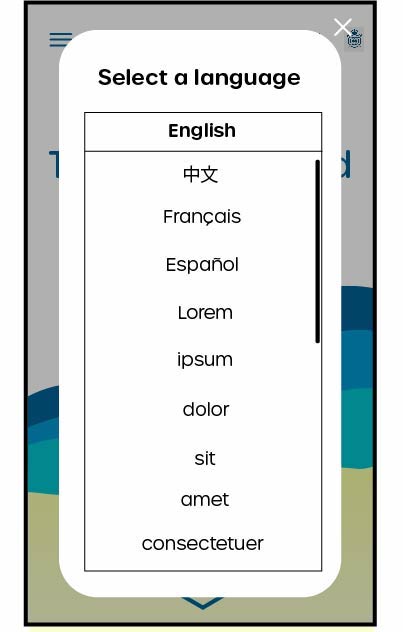 Select a language
English
中文
Français
Español
Lorem
ipsum
dolor
sit
amet
consectetuer